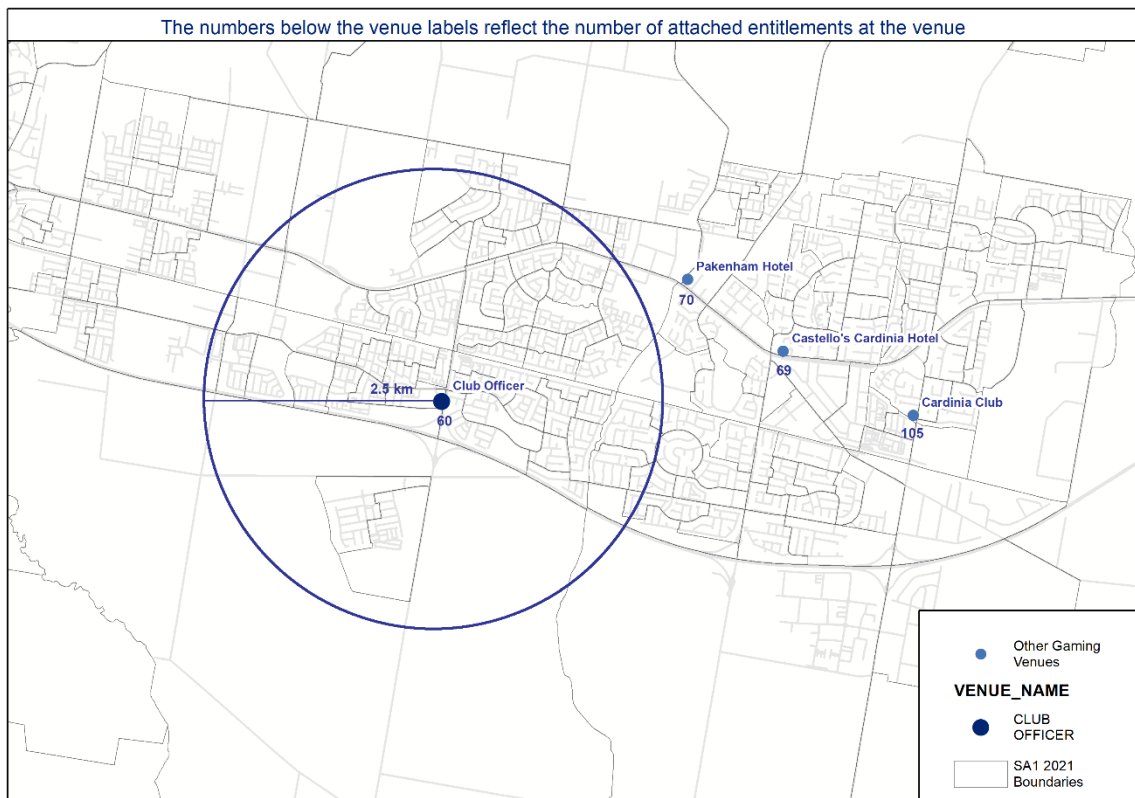 The numbers below the venue labels reflect the number of attached entitlements at the venue
Pakenham Hotel
70
Castello's Cardinia Hotel
69
2.5 km
Club Officer
60
Cardinia Club
105
Other Gaming
Venues
VENUE_NAME
CLUB
OFFICER
SA1 2021
Boundaries